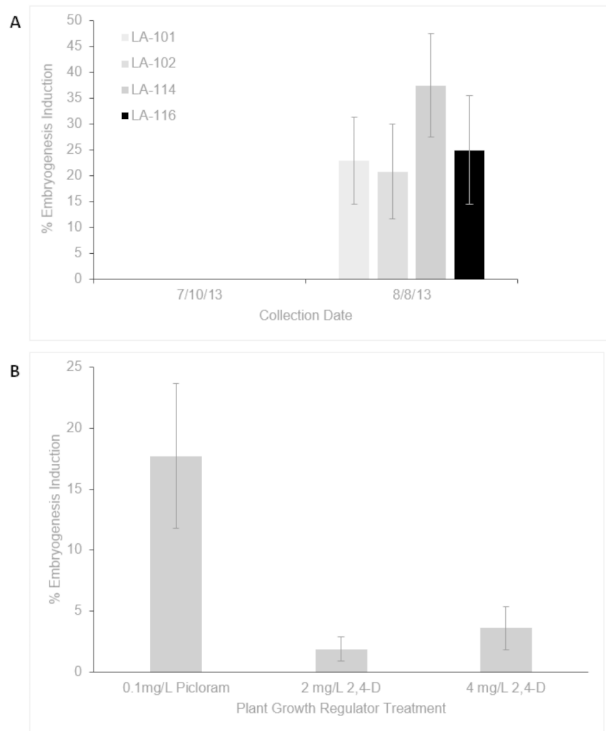 A
50
45
40
35
30
25
20
15
10
5
0
% Embryogenesis Induction
LA-101
LA-102
LA-114
LA-116
7/10/13 8/8/13
Collection Date
B
25
20
15
10
5
0
% Embryogenesis Induction
0.1mg/L Picloram 2 mg/L 2,4-D 4 mg/L 2,4-D
Plant Growth Regulator Treatment